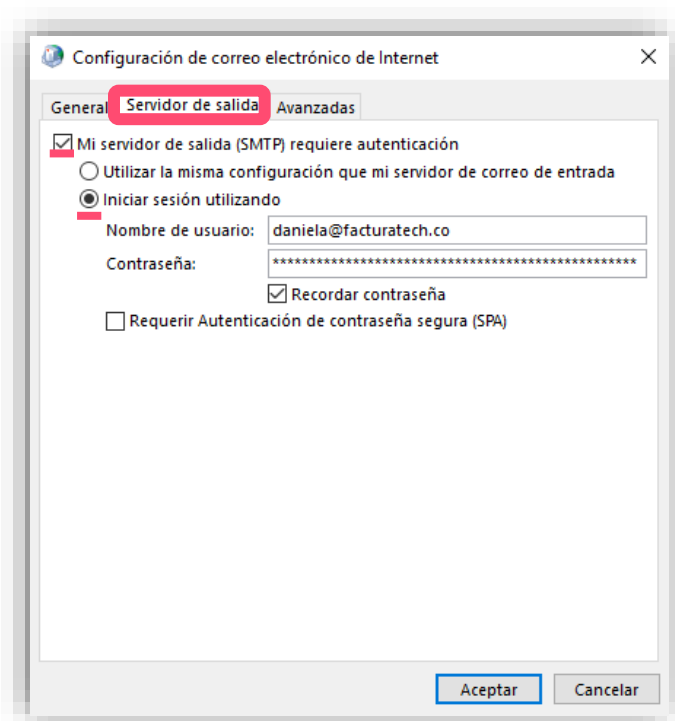 Configuración de correo electrónico de Internet
General Servidor de salida Avanzadas
Mi servidor de salida (SMTP) requiere autenticación
Utilizar la misma configuración que mi servidor de correo de entrada
Iniciar sesión utilizando
Nombre de usuario: daniela@facturatech.co
Contraseña: **************************************************
Recordar contraseña
Requerir Autenticación de contraseña segura (SPA)
Aceptar Cancelar